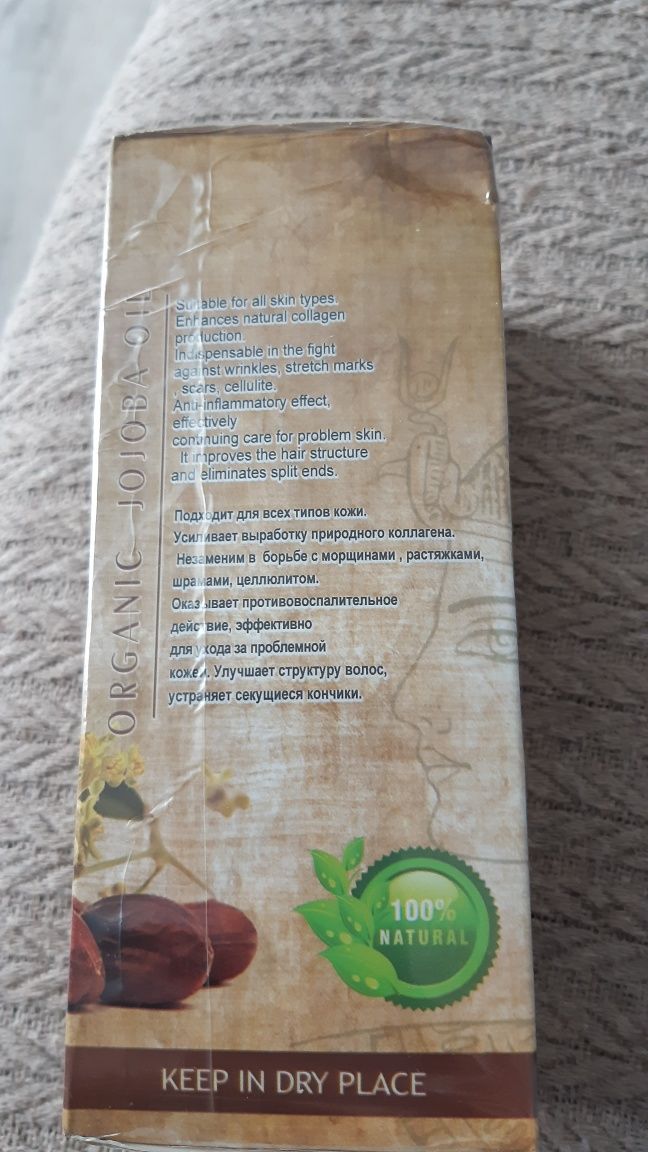 ORGANIC JOJOBA OIL
Suitable for all skin types.
Enhances natural collagen
production.
Indispensable in the fight
against wrinkles, stretch marks
, scars, cellulite.
Anti-inflammatory effect,
effectively
continuing care for problem skin.
It improves the hair structure
and eliminates split ends.
Подходит для всех типов кожи.
Усиливает выработку природного коллагена.
Незаменим в борьбе с морщинами , растяжками,
шрамами, целлюлитом.
Оказывает противовоспалительное
действие, эффективно
для ухода за проблемной
кожей. Улучшает структуру волос,
устраняет секущиеся кончики.
100%
NATURAL
KEEP IN DRY PLACE